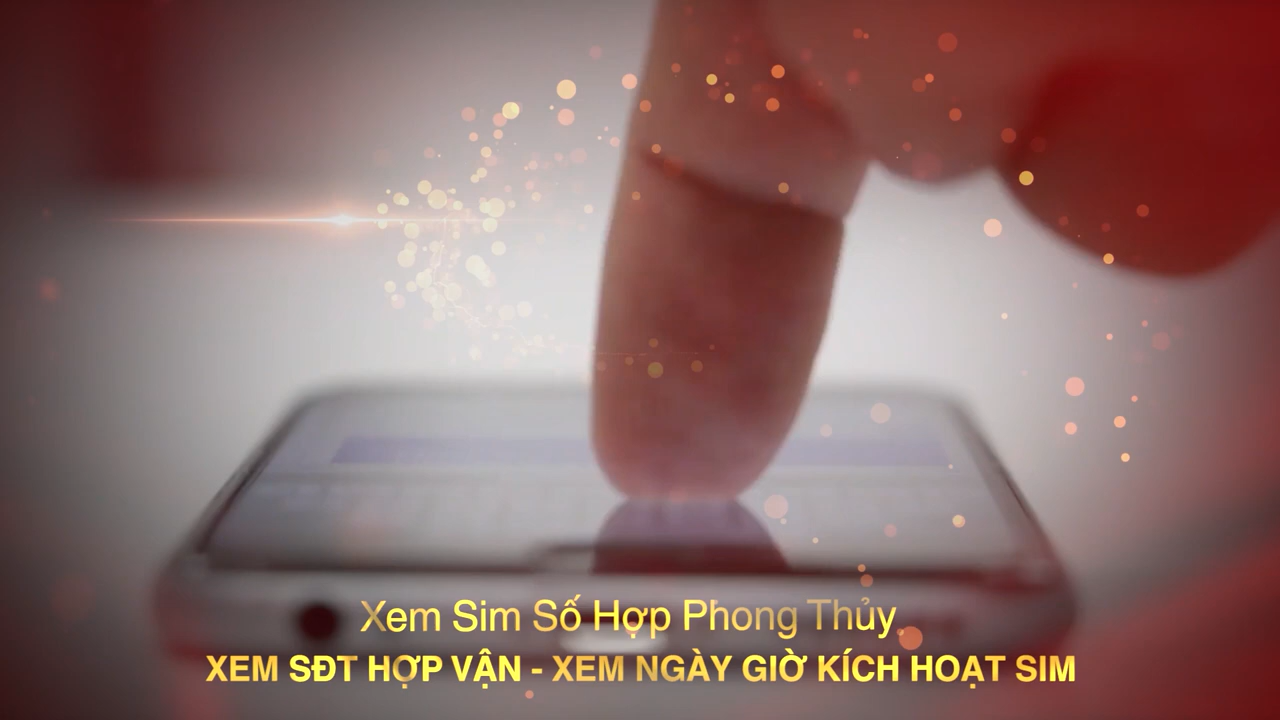 Xem Sim Số Hợp Phong Thủy
XEM SĐT HỢP VẬN - XEM NGÀY GIỜ KÍCH HOẠT SIM